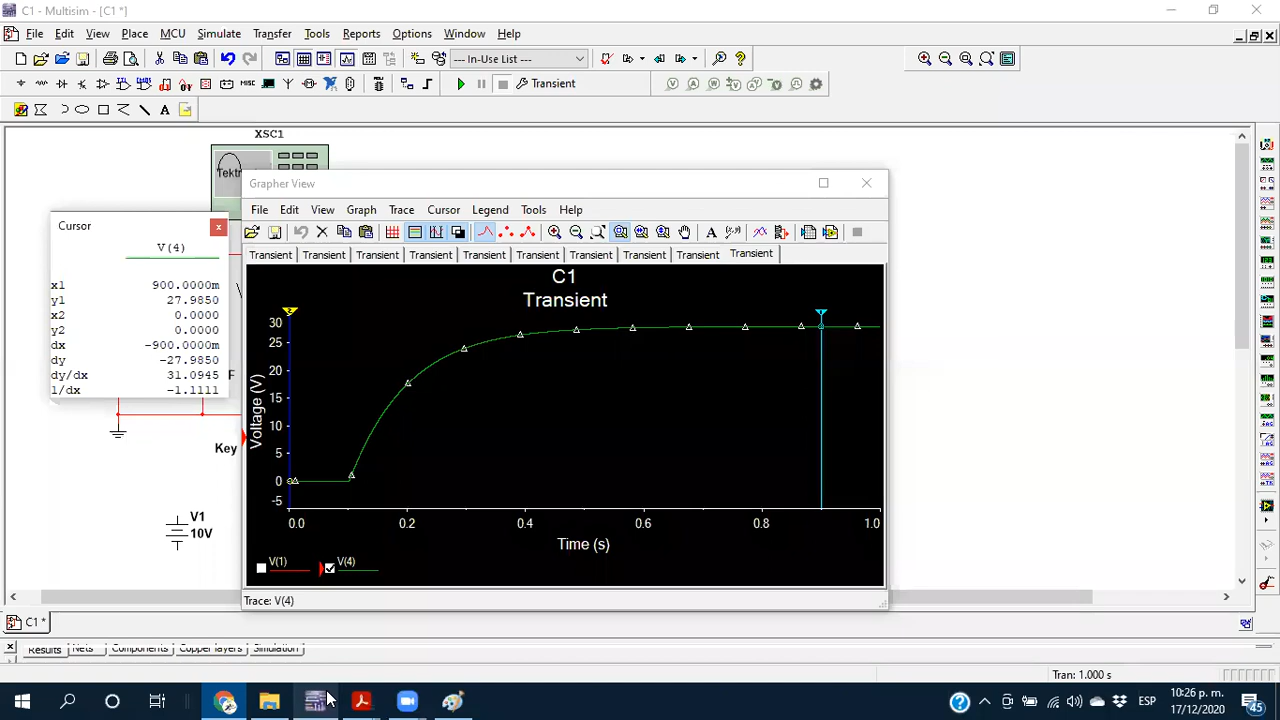 C1 - Multisim - [C1 *]
File Edit View Place MCU Simulate Transfer Tools Reports Options Window Help
--- In-Use List ---
MISC
Transient
A
XSC1
Tektr
Grapher View
File Edit View Graph Trace Cursor Legend Tools Help
A
Transient Transient Transient Transient Transient Transient Transient Transient Transient Transient
Cursor
V(4)
x1 900.0000m
y1 27.9850
x2 0.0000
y2 0.0000
dx -900.0000m
dy -27.9850
dy/dx 31.0945
1/dx -1.1111
F
Key
V1
10V
C1
Transient
Voltage (V)
30
25
20
15
10
5
0
-5
0.0 0.2 0.4 0.6 0.8 1.0
Time (s)
V(1) V(4)
Trace: V(4)
C1 *
Results Nets Components Copper layers Simulation
Tran: 1.000 s
ESP
10:26 p. m.
17/12/2020
45